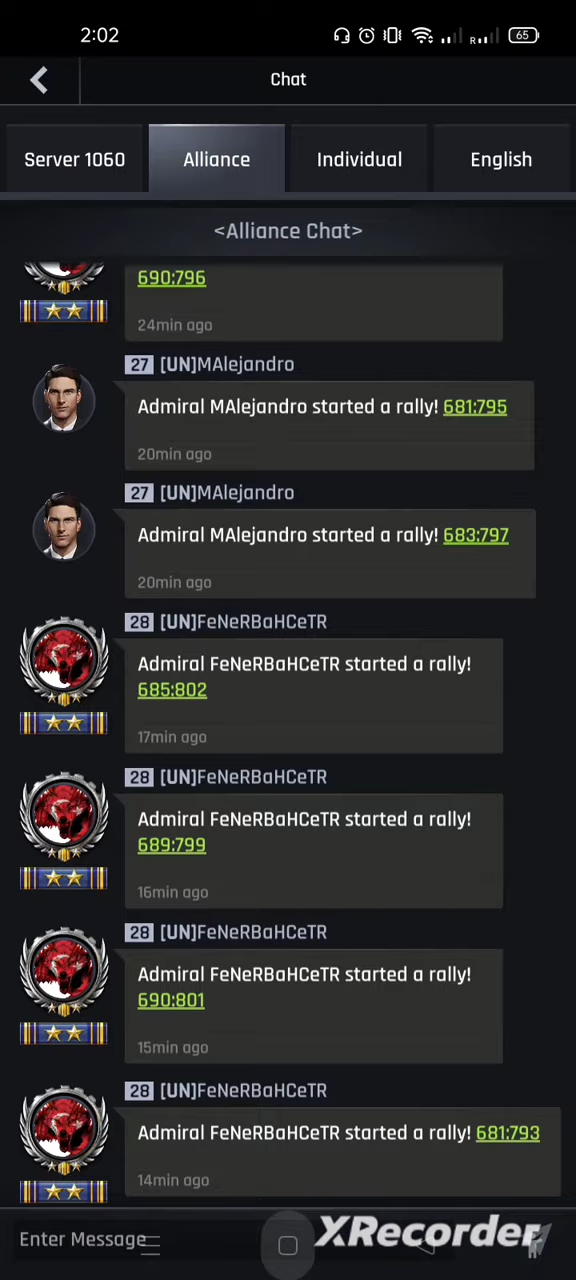 2:02
R
65
Chat
Server 1060
Alliance
Individual
English
<Alliance Chat>
690:796
24min ago
27 [UN]MAlejandro
Admiral MAlejandro started a rally! 681:795
20min ago
27 [UN]MAlejandro
Admiral MAlejandro started a rally! 683:797
20min ago
28 [UN]FeNeRBaHCeTR
Admiral FeNeRBaHCeTR started a rally!
685:802
17min ago
28 [UN]FeNeRBaHCeTR
Admiral FeNeRBaHCeTR started a rally!
689:799
16min ago
28 [UN]FeNeRBaHCeTR
Admiral FeNeRBaHCeTR started a rally!
690:801
15min ago
28 [UN]FeNeRBaHCeTR
Admiral FeNeRBaHCeTR started a rally! 681:793
14min ago
Enter Message
XRecorder